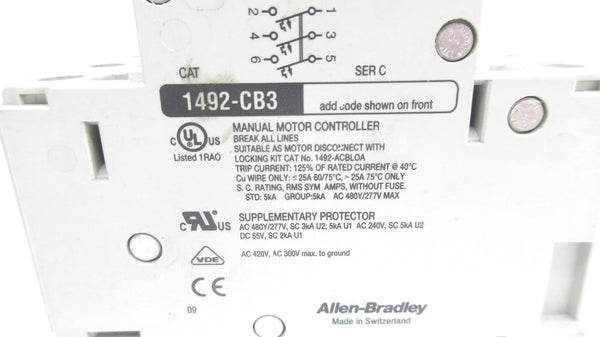 2 1
4 3
6 5
CAT SER C
1492-CB3 add code shown on front
c UL US
Listed 1RAO
MANUAL MOTOR CONTROLLER
BREAK ALL LINES
SUITABLE AS MOTOR DISCONNECT WITH
LOCKING KIT CAT No. 1492-ACBLOA
TRIP CURRENT: 125% OF RATED CURRENT @ 40°C
Cu WIRE ONLY: ≤ 25A 60/75°C, > 25A 75°C ONLY
S. C. RATING, RMS SYM AMPS, WITHOUT FUSE.
STD: 5kA GROUP:5kA AC 480Y/277V MAX
c RU US
SUPPLEMENTARY PROTECTOR
AC 480Y/277V, SC 3kA U2; 5kA U1 AC 240V, SC 5kA U2
DC 65V, SC 2kA U1
VDE
AC 420V, AC 300V max. to ground
CE
09
Allen-Bradley
Made in Switzerland